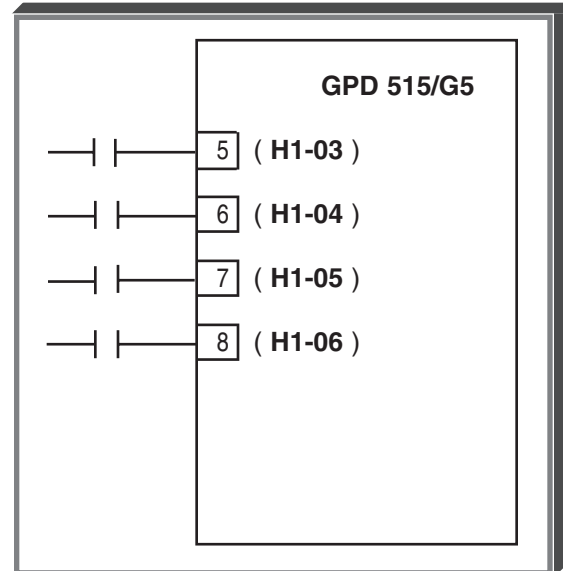 GPD 515/G5
5 ( H1-03 )
6 ( H1-04 )
7 ( H1-05 )
8 ( H1-06 )